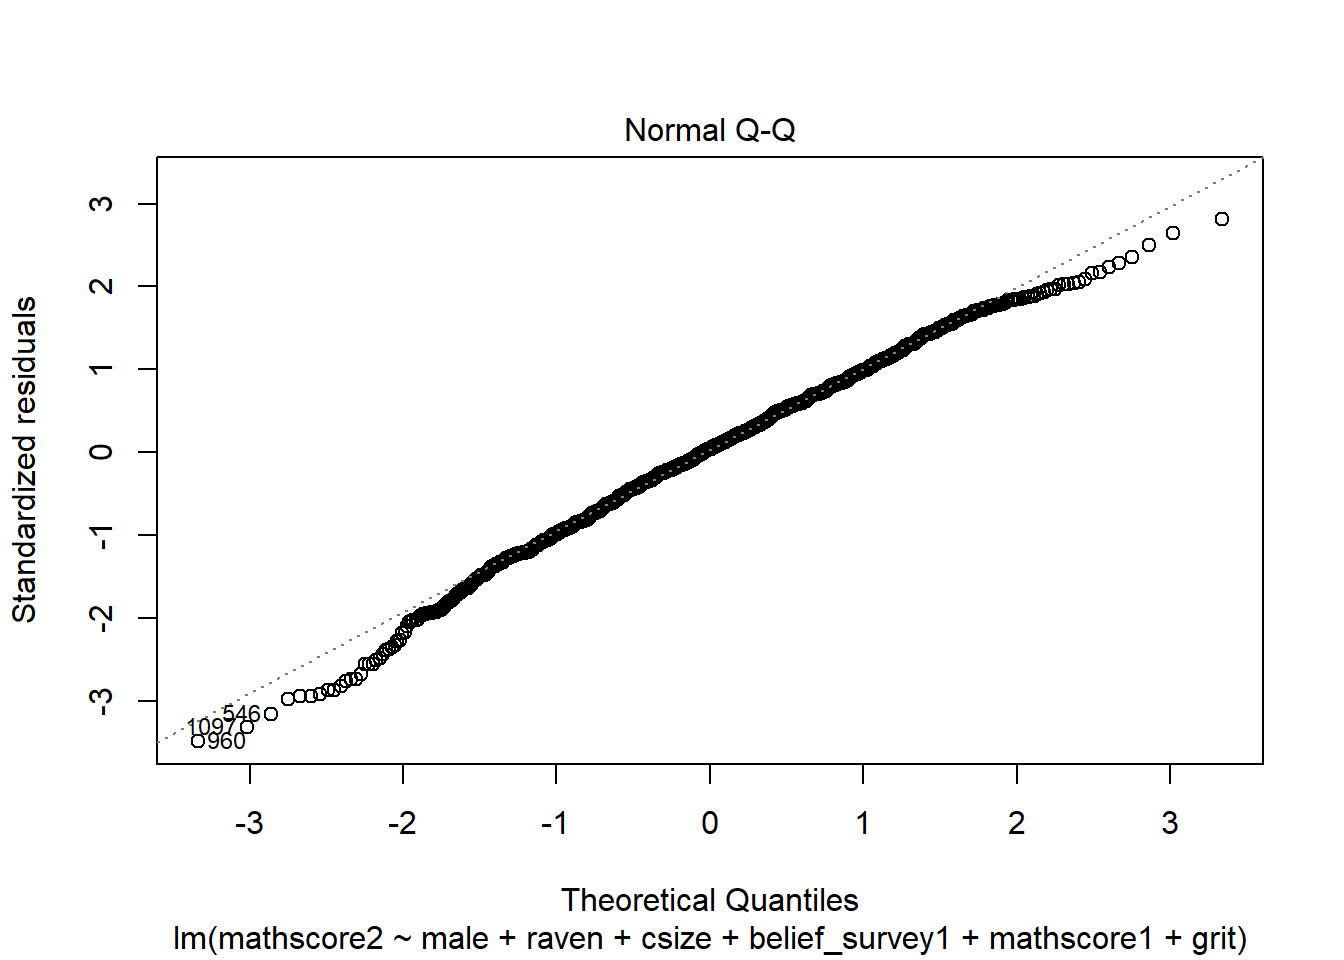 Normal Q-Q
Standardized residuals
3
2
1
0
-1
-2
-3
546
1097
960
-3 -2 -1 0 1 2 3
Theoretical Quantiles
lm(mathscore2 ~ male + raven + csize + belief_survey1 + mathscore1 + grit)